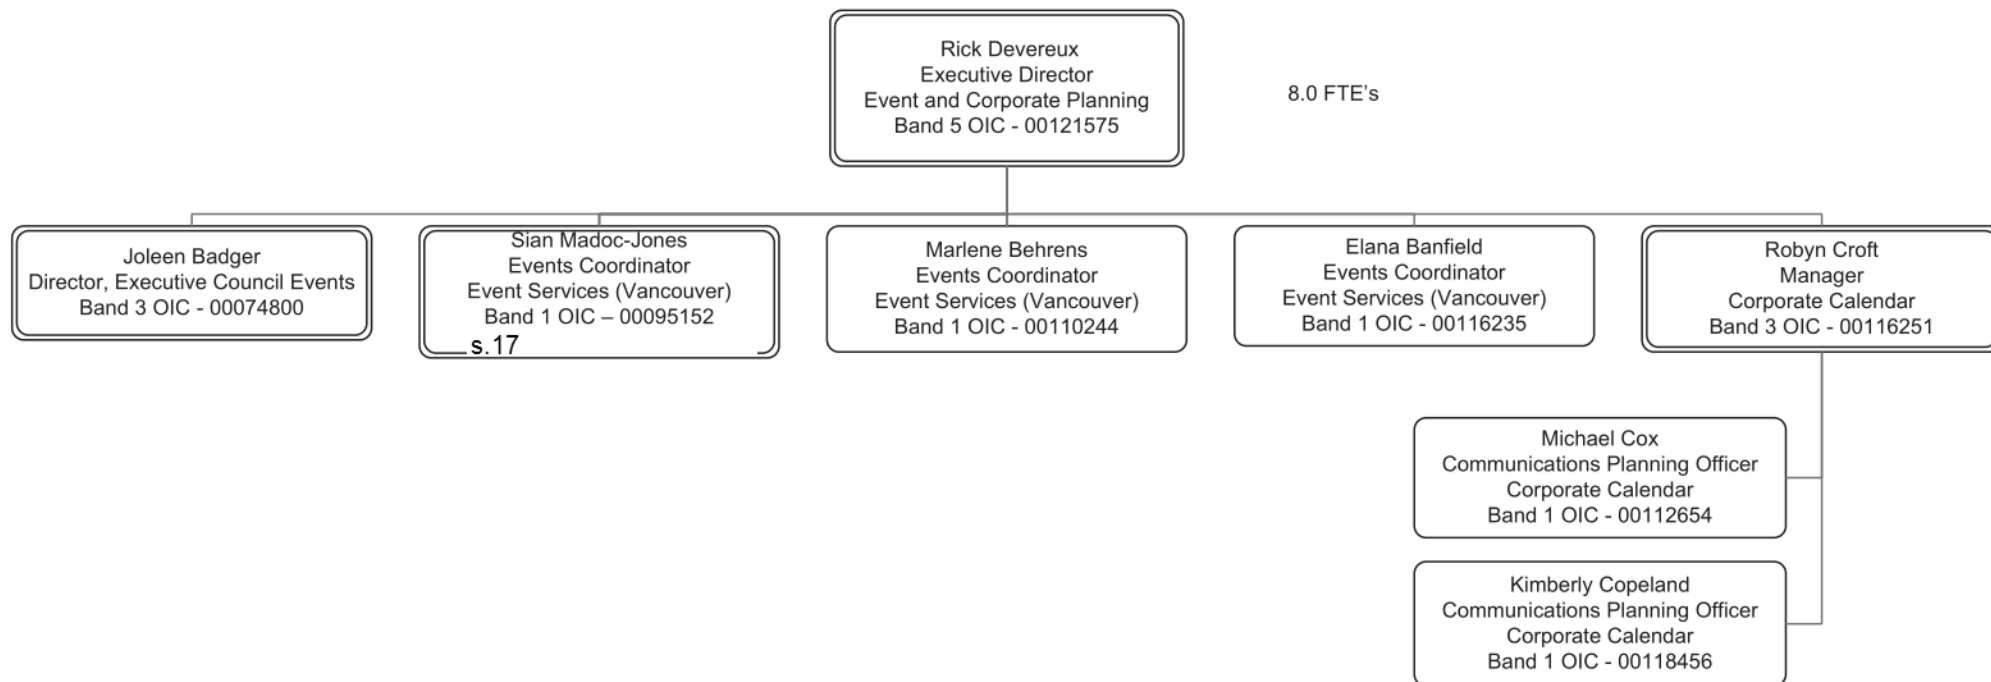 Rick Devereux
Executive Director
Event and Corporate Planning
Band 5 OIC - 00121575
8.0 FTE's
Joleen Badger
Director, Executive Council Events
Band 3 OIC - 00074800
Sian Madoc-Jones
Events Coordinator
Event Services (Vancouver)
Band 1 OIC – 00095152
s.17
Marlene Behrens
Events Coordinator
Event Services (Vancouver)
Band 1 OIC - 00110244
Elana Banfield
Events Coordinator
Event Services (Vancouver)
Band 1 OIC - 00116235
Robyn Croft
Manager
Corporate Calendar
Band 3 OIC - 00116251
Michael Cox
Communications Planning Officer
Corporate Calendar
Band 1 OIC - 00112654
Kimberly Copeland
Communications Planning Officer
Corporate Calendar
Band 1 OIC - 00118456